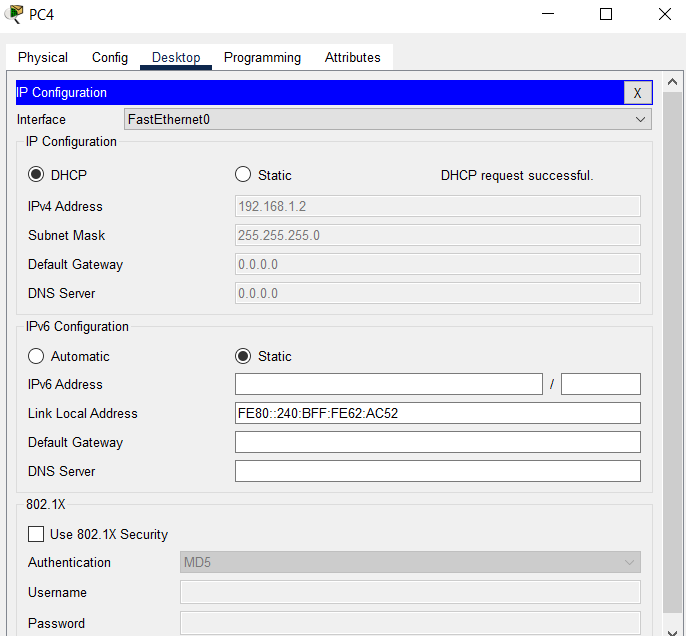 PC4
Physical Config Desktop Programming Attributes
IP Configuration X
Interface FastEthernet0
IP Configuration
DHCP Static DHCP request successful.
IPv4 Address 192.168.1.2
Subnet Mask 255.255.255.0
Default Gateway 0.0.0.0
DNS Server 0.0.0.0
IPv6 Configuration
Automatic Static
IPv6 Address /
Link Local Address FE80::240:BFF:FE62:AC52
Default Gateway
DNS Server
802.1X
Use 802.1X Security
Authentication MD5
Username
Password